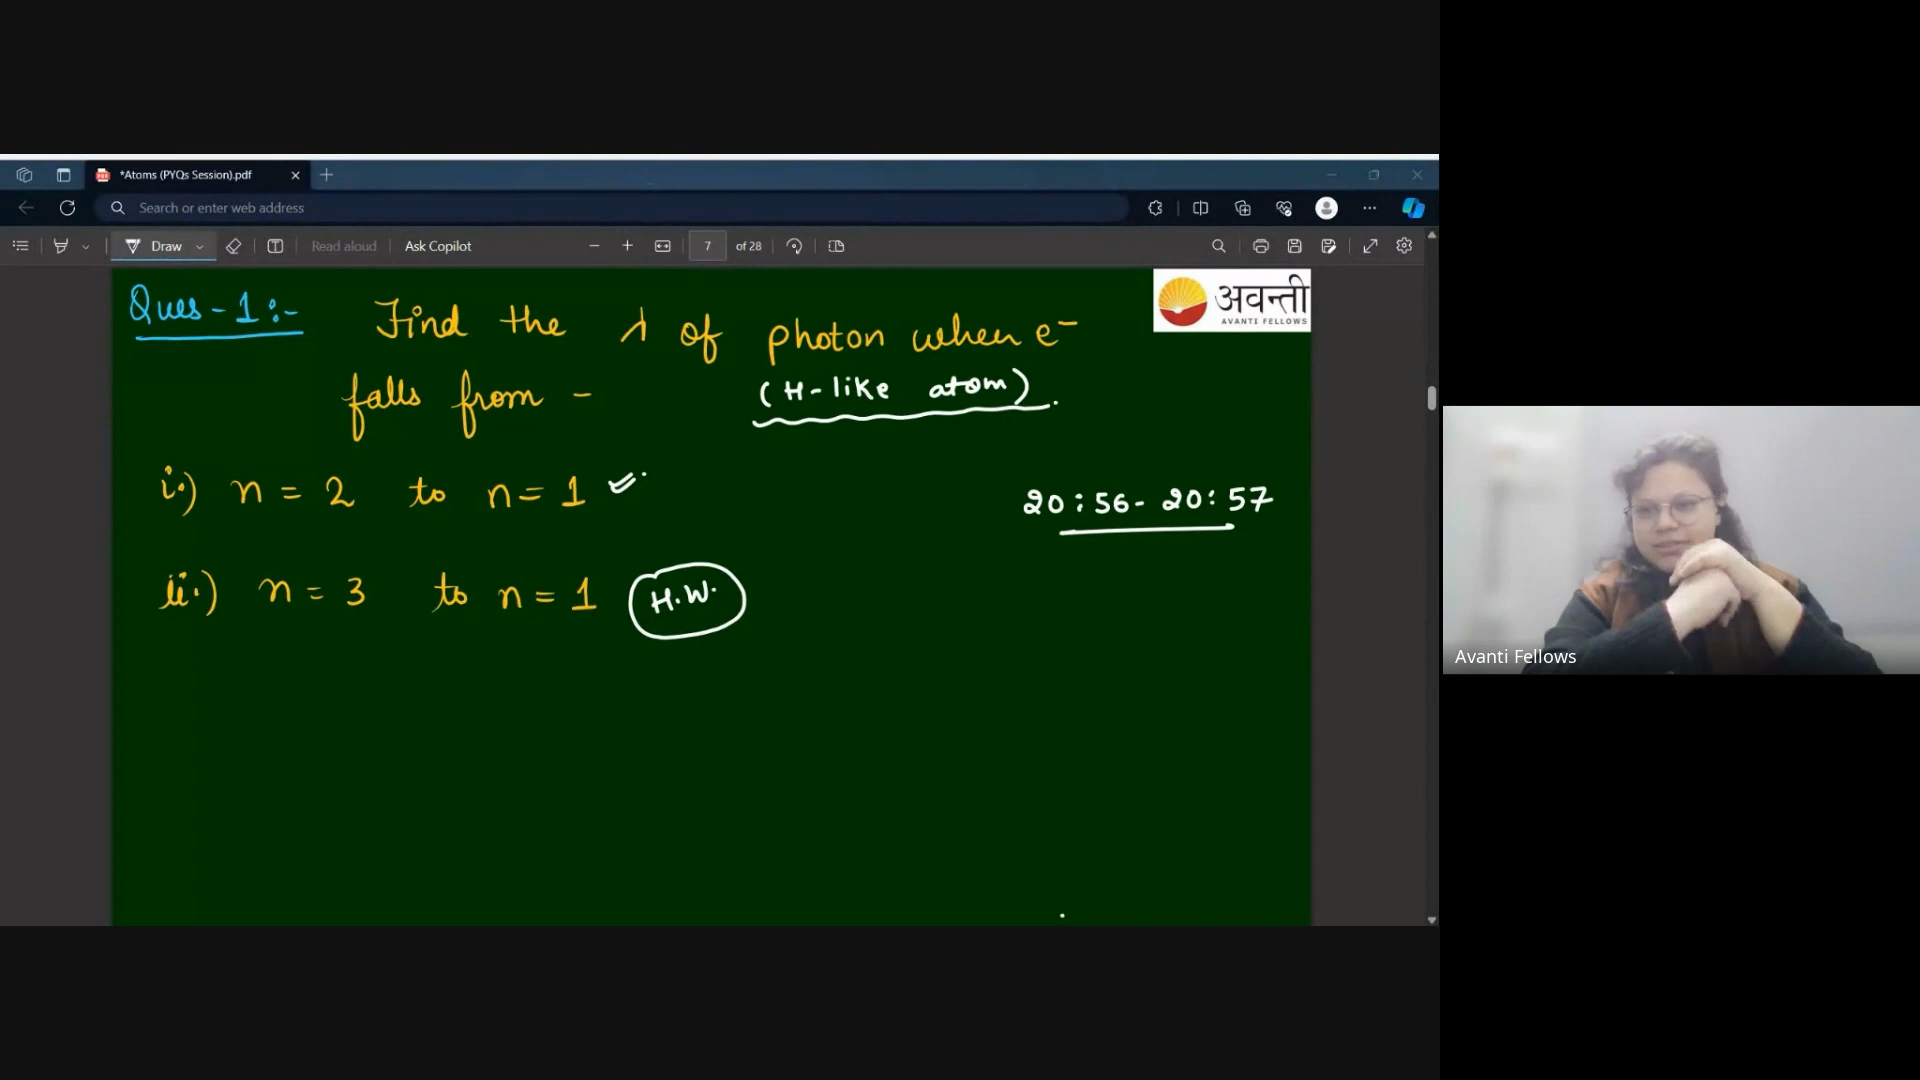 *Atoms (PYQs Session).pdf
Search or enter web address
Draw
Read aloud
Ask Copilot
7 of 28
Ques-1:- Find the λ of photon when e⁻
falls from - (H-like atom).
अवन्ती
AVANTI FELLOWS
i.) n = 2 to n = 1
20:56 - 20:57
ii.) n = 3 to n = 1 H.W.
Avanti Fellows